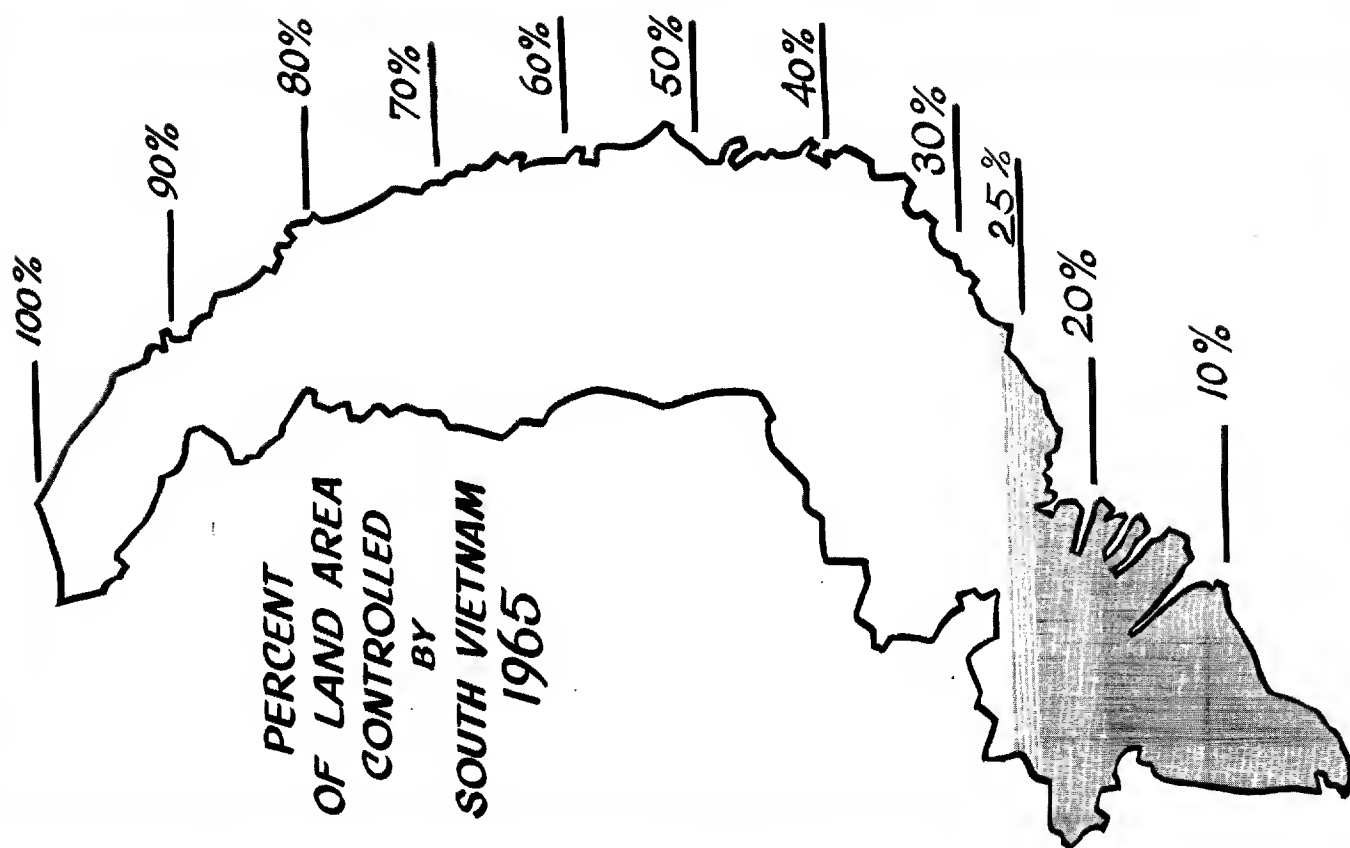 PERCENT
OF LAND AREA
CONTROLLED
BY
SOUTH VIETNAM
1965
100%
90%
80%
70%
60%
50%
40%
30%
25%
20%
10%